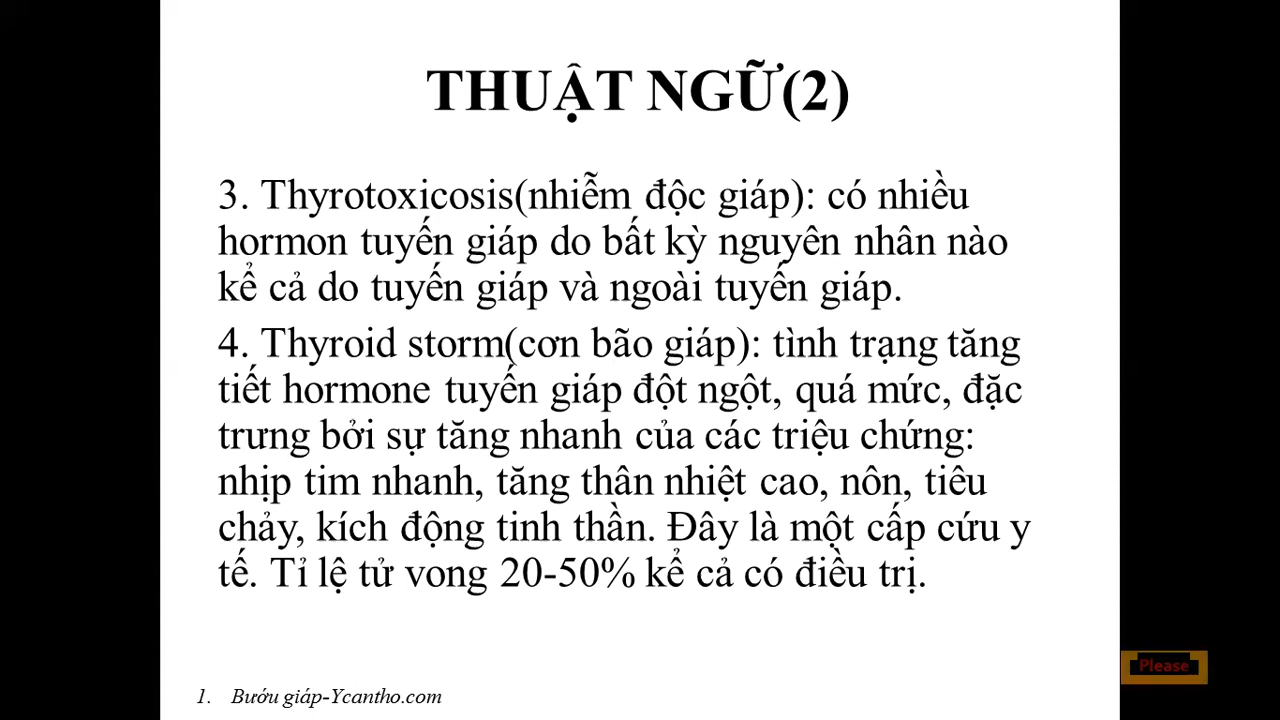 THUẬT NGỮ(2)
3. Thyrotoxicosis(nhiễm độc giáp): có nhiều
hormon tuyến giáp do bất kỳ nguyên nhân nào
kể cả do tuyến giáp và ngoài tuyến giáp.
4. Thyroid storm(cơn bão giáp): tình trạng tăng
tiết hormone tuyến giáp đột ngột, quá mức, đặc
trưng bởi sự tăng nhanh của các triệu chứng:
nhịp tim nhanh, tăng thân nhiệt cao, nôn, tiêu
chảy, kích động tinh thần. Đây là một cấp cứu y
tế. Tỉ lệ tử vong 20-50% kể cả có điều trị.
Please
1. Bướu giáp-Ycantho.com